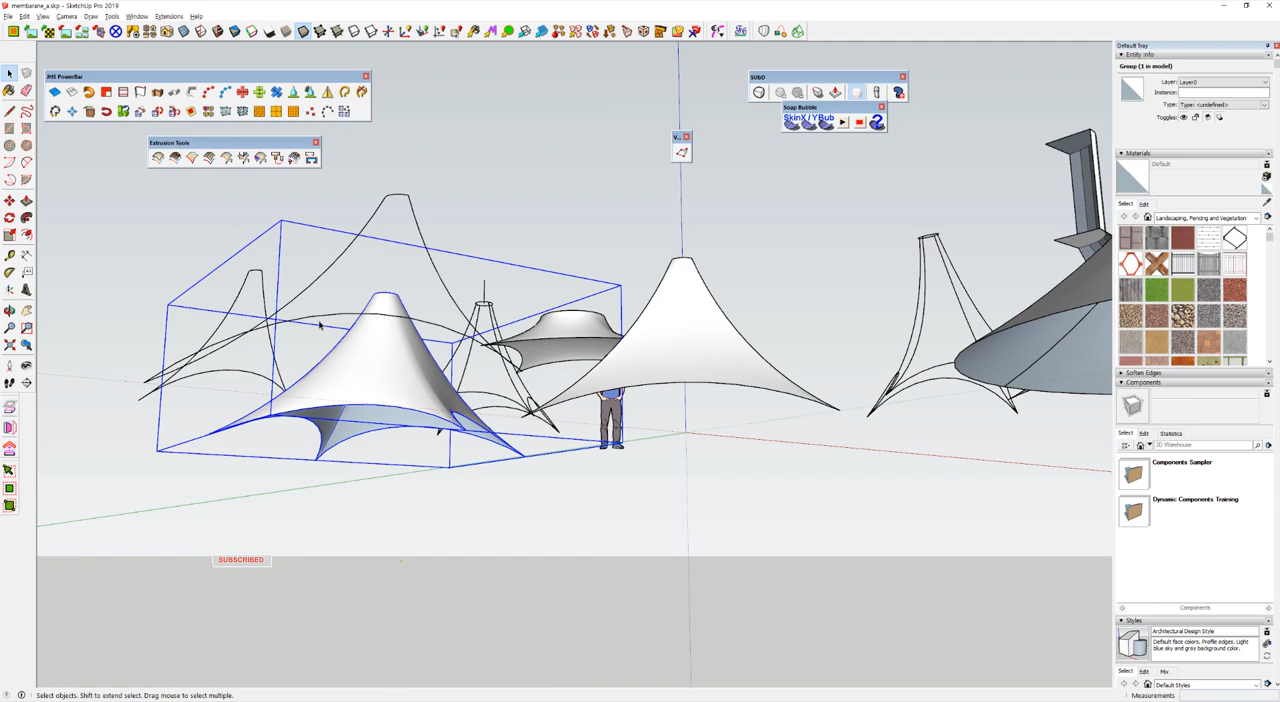 membarane_a.skp - SketchUp Pro 2019
File Edit View Camera Draw Tools Window Extensions Help
JHS PowerBar
SUbD
Soap Bubble
Skin X / Y Bub
V...
Extrusion Tools
SUBSCRIBED
Default Tray
Entity Info
Group (1 in model)
Layer: Layer0
Instance:
Type: Type: <undefined>
Toggles:
Materials
Default
Select Edit
Landscaping, Fencing and Vegetation
Soften Edges
Components
Select Edit Statistics
3D Warehouse
Components Sampler
Dynamic Components Training
Components
Styles
Architectural Design Style
Default face colors. Profile edges. Light
blue sky and gray background color.
Select Edit Mix
Default Styles
Select objects. Shift to extend select. Drag mouse to select multiple.
Measurements